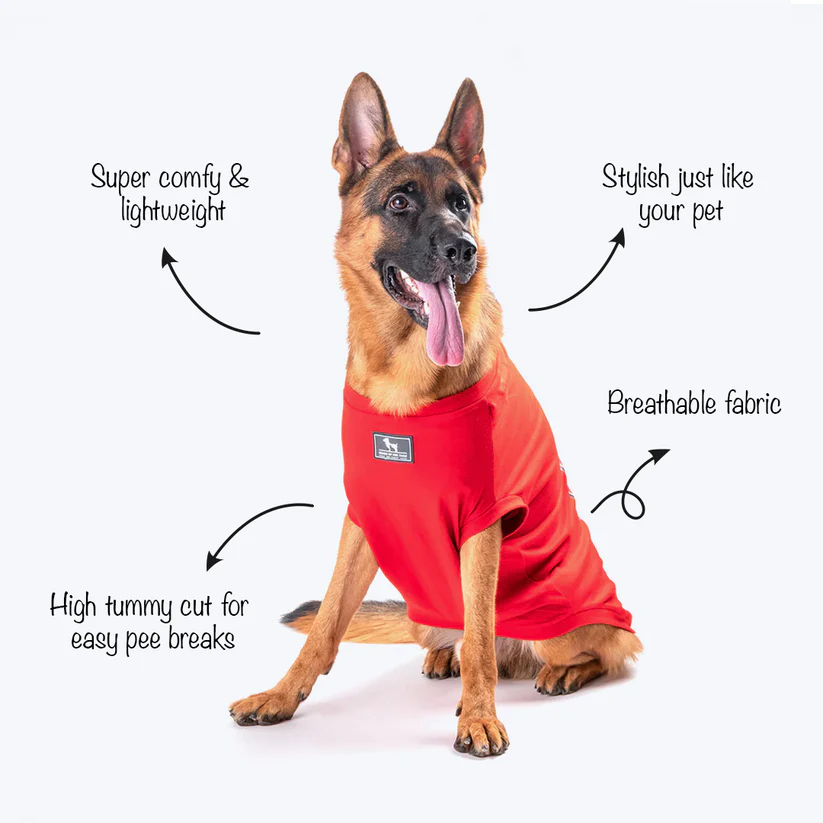 Super comfy &
lightweight
Stylish just like
your pet
Breathable fabric
High tummy cut for
easy pee breaks